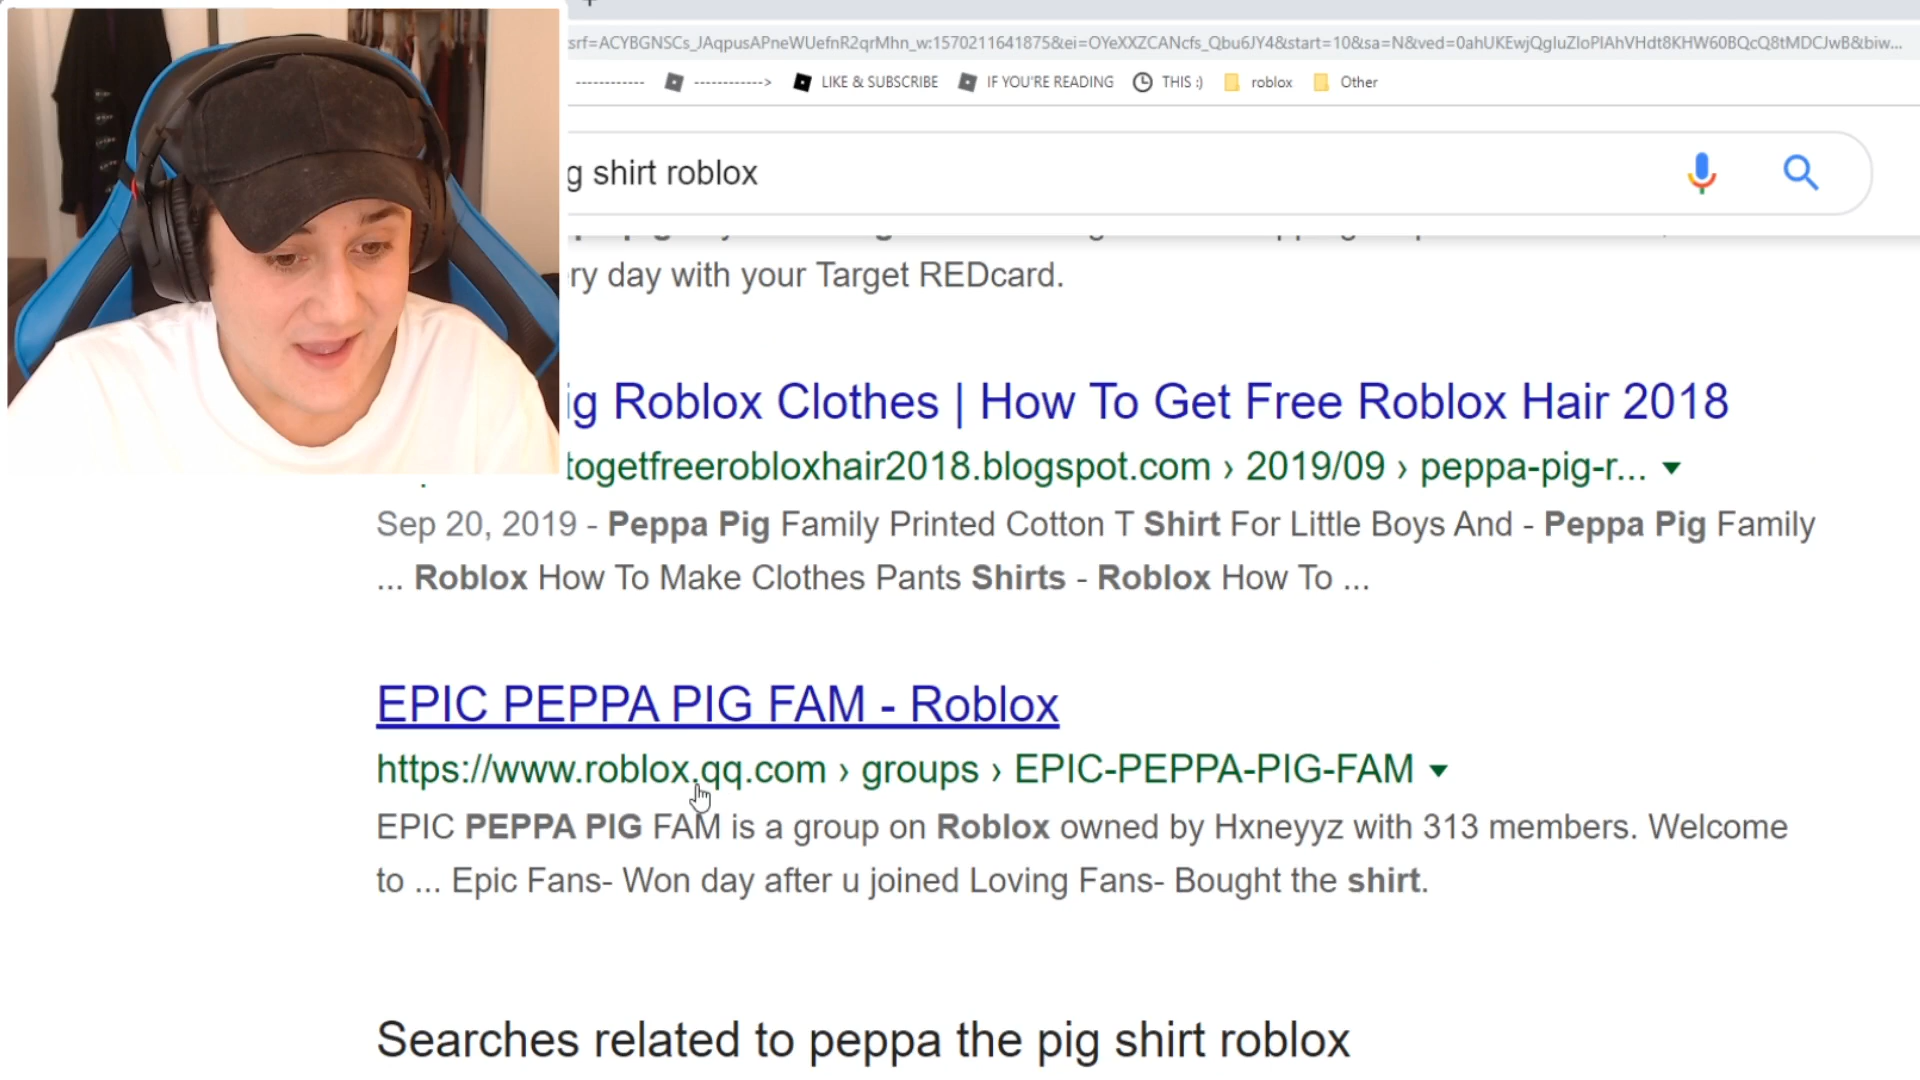 srf=ACYBGNSCs_JAqpusAPneWUefnR2qrMhn_w:1570211641875&ei=OYeXXZCANcfs_Qbu6JY4&start=10&sa=N&ved=0ahUKEwjQgIuZloPlAhVHdt8KHW60BQcQ8tMDCJwB&biw...
------------ ------------> LIKE & SUBSCRIBE IF YOU'RE READING THIS :) roblox Other
g shirt roblox
ry day with your Target REDcard.
ig Roblox Clothes | How To Get Free Roblox Hair 2018
togetfreerobloxhair2018.blogspot.com › 2019/09 › peppa-pig-r...
Sep 20, 2019 - Peppa Pig Family Printed Cotton T Shirt For Little Boys And - Peppa Pig Family
... Roblox How To Make Clothes Pants Shirts - Roblox How To ...
EPIC PEPPA PIG FAM - Roblox
https://www.roblox.qq.com › groups › EPIC-PEPPA-PIG-FAM
EPIC PEPPA PIG FAM is a group on Roblox owned by Hxneyyz with 313 members. Welcome
to ... Epic Fans- Won day after u joined Loving Fans- Bought the shirt.
Searches related to peppa the pig shirt roblox